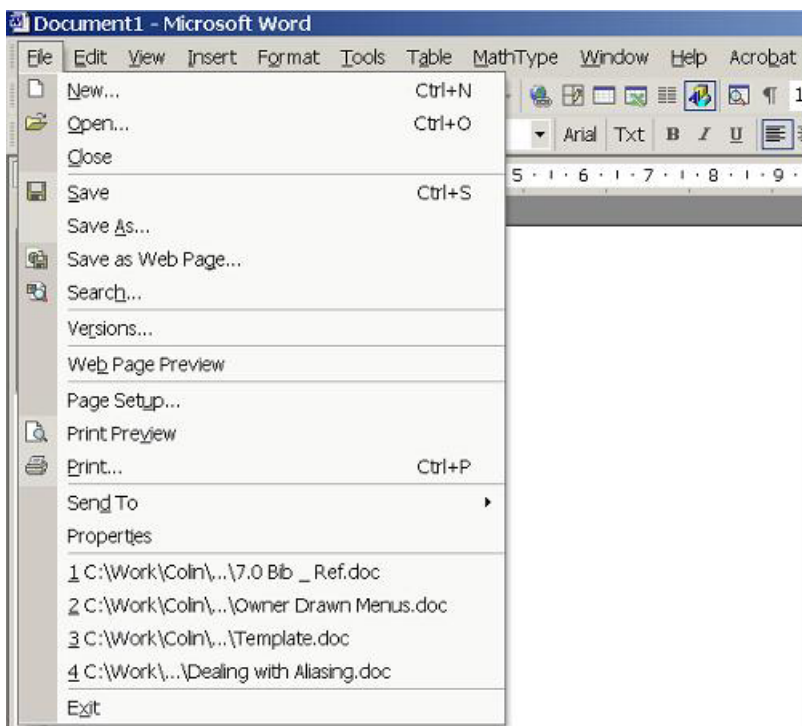 Document1 - Microsoft Word
File Edit View Insert Format Tools Table MathType Window Help Acrobat
New... Ctrl+N
Open... Ctrl+O
Arial Txt B I U
Close
5 6 7 8 9
Save Ctrl+S
Save As...
Save as Web Page...
Search...
Versions...
Web Page Preview
Page Setup...
Print Preview
Print... Ctrl+P
Send To
Properties
1 C:\Work\Colin\...\7.0 Bib _ Ref.doc
2 C:\Work\Colin\...\Owner Drawn Menus.doc
3 C:\Work\Colin\...\Template.doc
4 C:\Work\...\Dealing with Aliasing.doc
Exit